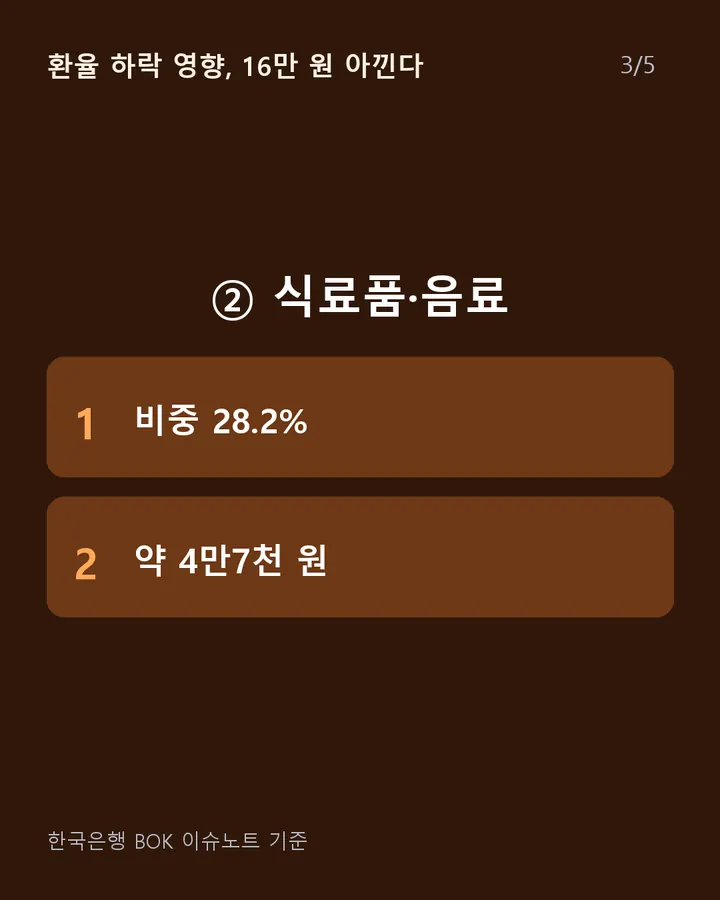 환율 하락 영향, 16만 원 아낀다
3/5
② 식료품·음료
1 비중 28.2%
2 약 4만7천 원
한국은행 BOK 이슈노트 기준